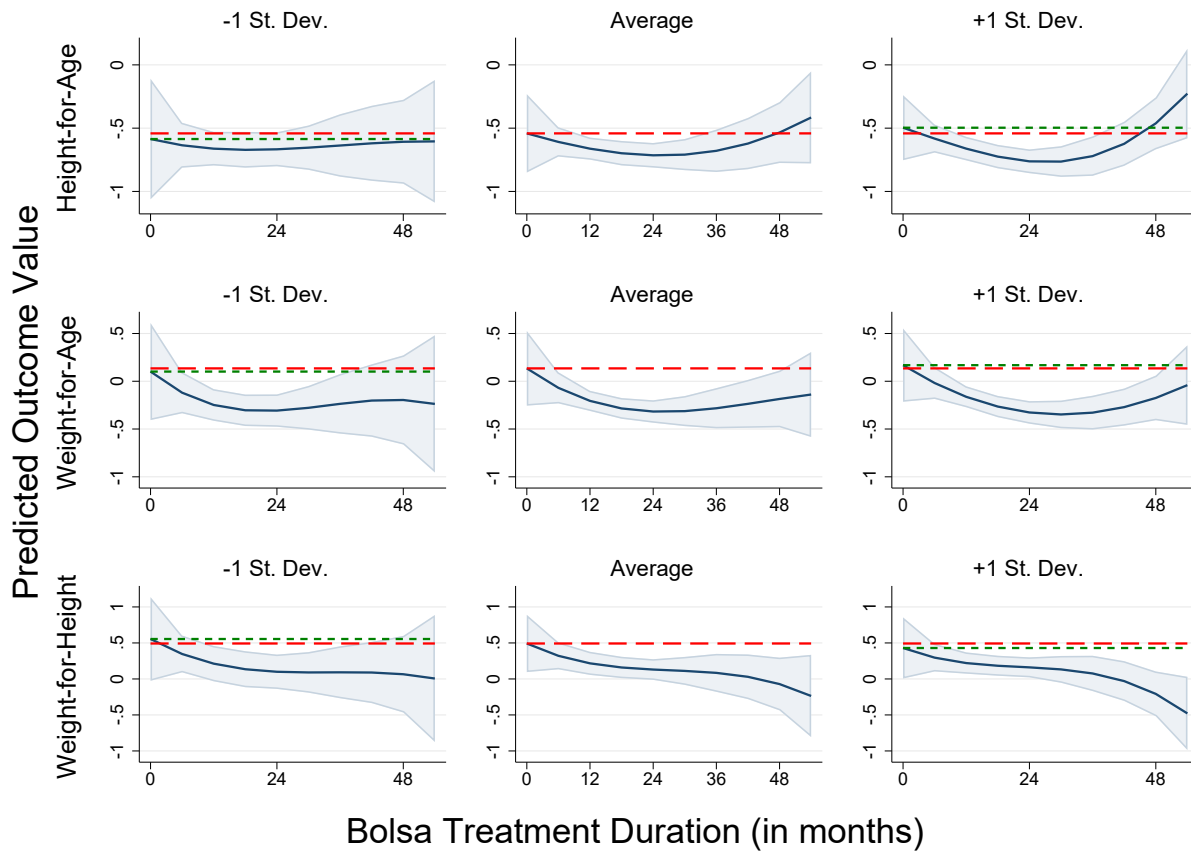 -1 St. Dev.
Average
+1 St. Dev.
Height-for-Age
0
-.5
-1
0
-.5
-1
0
-.5
-1
0 24 48
0 12 24 36 48
0 24 48
Predicted Outcome Value
-1 St. Dev.
Average
+1 St. Dev.
Weight-for-Age
.5
0
-.5
-1
.5
0
-.5
-1
.5
0
-.5
-1
0 24 48
0 12 24 36 48
0 24 48
-1 St. Dev.
Average
+1 St. Dev.
Weight-for-Height
1
.5
0
-.5
-1
1
.5
0
-.5
-1
1
.5
0
-.5
-1
0 24 48
0 12 24 36 48
0 24 48
Bolsa Treatment Duration (in months)